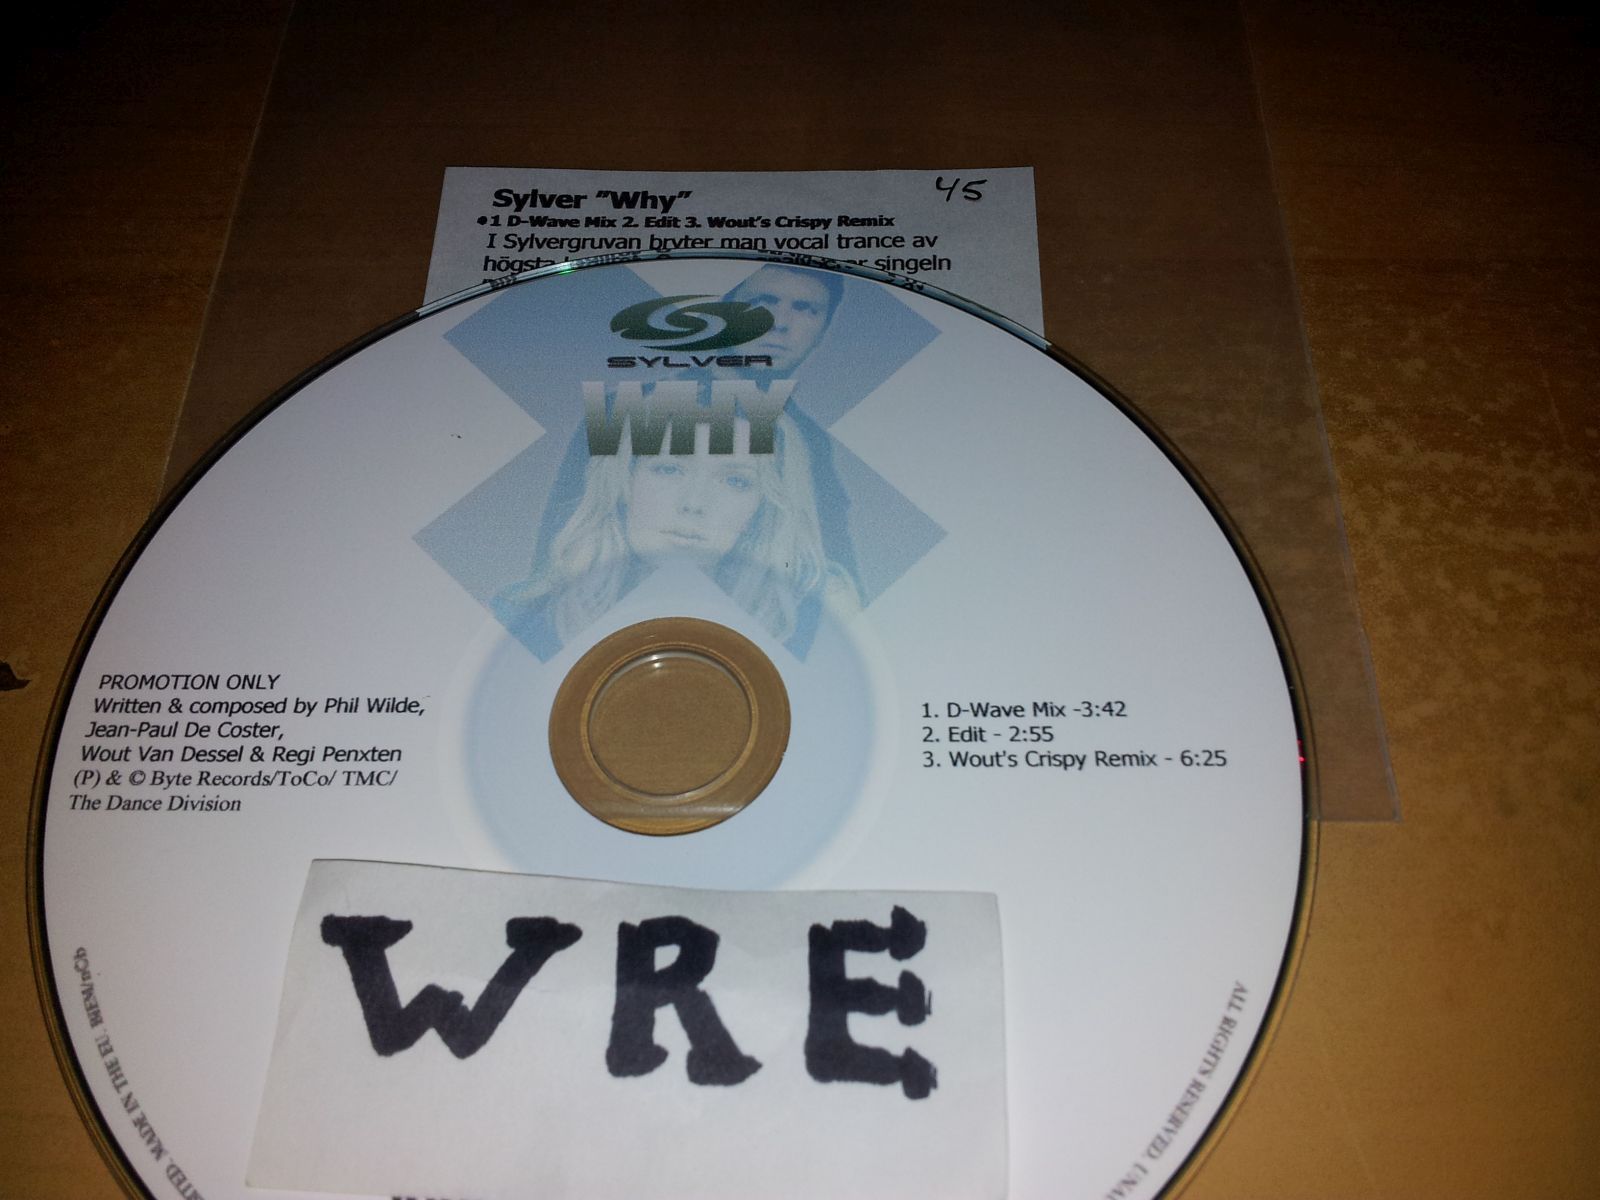 Sylver "Why"
45
•1 D-Wave Mix 2. Edit 3. Wout's Crispy Remix
I Sylvergruvan bryter man vocal trance av
högsta singeln
SYLVER
WHY
PROMOTION ONLY
Written & composed by Phil Wilde,
Jean-Paul De Coster,
Wout Van Dessel & Regi Penxten
(P) & © Byte Records/ToCo/ TMC/
The Dance Division
1. D-Wave Mix -3:42
2. Edit - 2:55
3. Wout's Crispy Remix - 6:25
WRE
MADE IN THE EU. BIEM/nCb
ALL RIGHTS RESERVED.